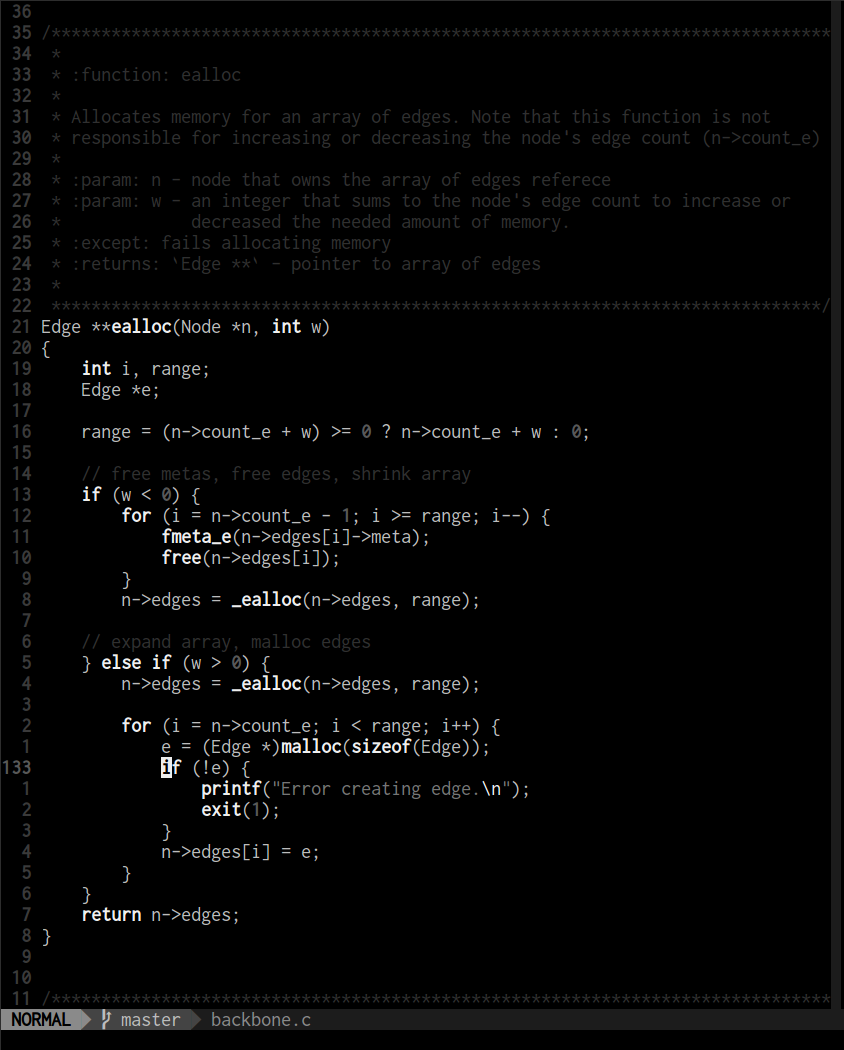 36
35 /******************************************************************************
34  *
33  * :function: ealloc
32  *
31  * Allocates memory for an array of edges. Note that this function is not
30  * responsible for increasing or decreasing the node's edge count (n->count_e)
29  *
28  * :param: n - node that owns the array of edges referece
27  * :param: w - an integer that sums to the node's edge count to increase or
26  *             decreased the needed amount of memory.
25  * :except: fails allocating memory
24  * :returns: `Edge **` - pointer to array of edges
23  *
22  *****************************************************************************/
21 Edge **ealloc(Node *n, int w)
20 {
19     int i, range;
18     Edge *e;
17
16     range = (n->count_e + w) >= 0 ? n->count_e + w : 0;
15
14     // free metas, free edges, shrink array
13     if (w < 0) {
12         for (i = n->count_e - 1; i >= range; i--) {
11             fmeta_e(n->edges[i]->meta);
10             free(n->edges[i]);
9         }
8         n->edges = _ealloc(n->edges, range);
7
6     // expand array, malloc edges
5     } else if (w > 0) {
4         n->edges = _ealloc(n->edges, range);
3
2         for (i = n->count_e; i < range; i++) {
1             e = (Edge *)malloc(sizeof(Edge));
133             if (!e) {
1                 printf("Error creating edge.\n");
2                 exit(1);
3             }
4             n->edges[i] = e;
5         }
6     }
7     return n->edges;
8 }
9
10
11 /******************************************************************************
NORMAL master backbone.c